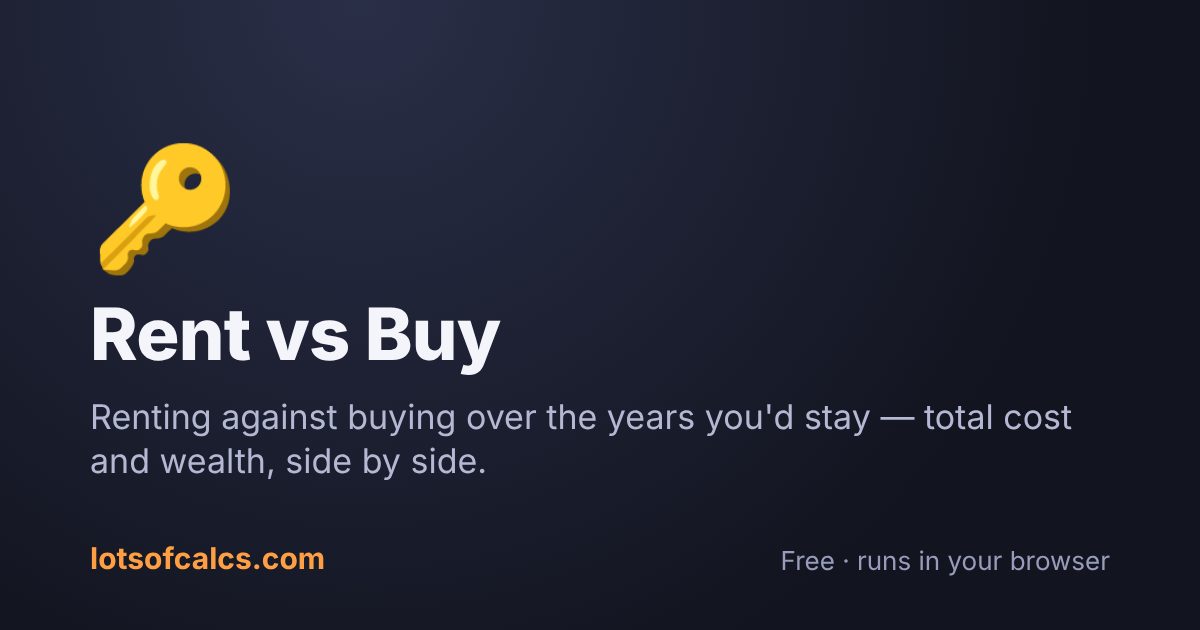 Rent vs Buy
Renting against buying over the years you'd stay — total cost
and wealth, side by side.
lotsofcalcs.com
Free · runs in your browser